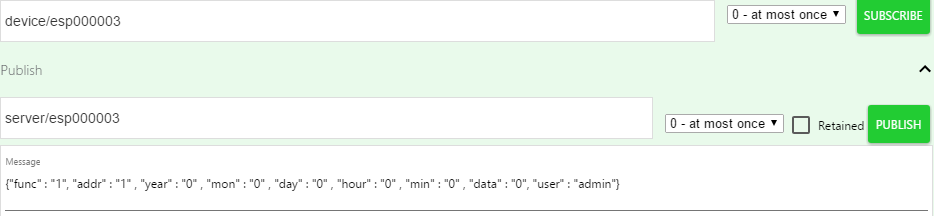 device/esp000003
0 - at most once
SUBSCRIBE
Publish
server/esp000003
0 - at most once
Retained
PUBLISH
Message
{"func" : "1", "addr" : "1" , "year" : "0" , "mon" : "0" , "day" : "0" , "hour" : "0" , "min" : "0" , "data" : "0", "user" : "admin"}